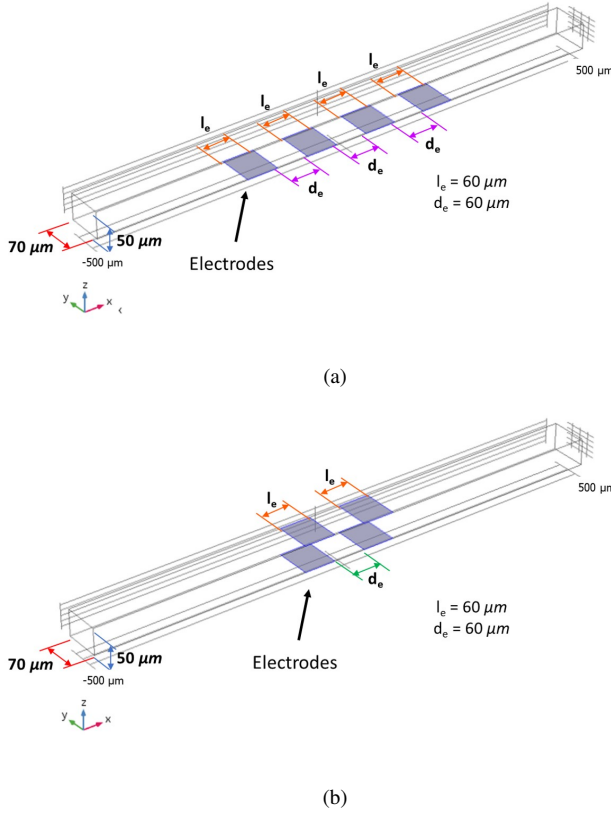 lₑ
lₑ
lₑ
lₑ
500 µm
dₑ
dₑ
dₑ
lₑ = 60 µm
dₑ = 60 µm
70 µm
50 µm
-500 µm
Electrodes
z
y
x
(a)
lₑ
lₑ
500 µm
dₑ
lₑ = 60 µm
dₑ = 60 µm
70 µm
50 µm
-500 µm
Electrodes
z
y
x
(b)